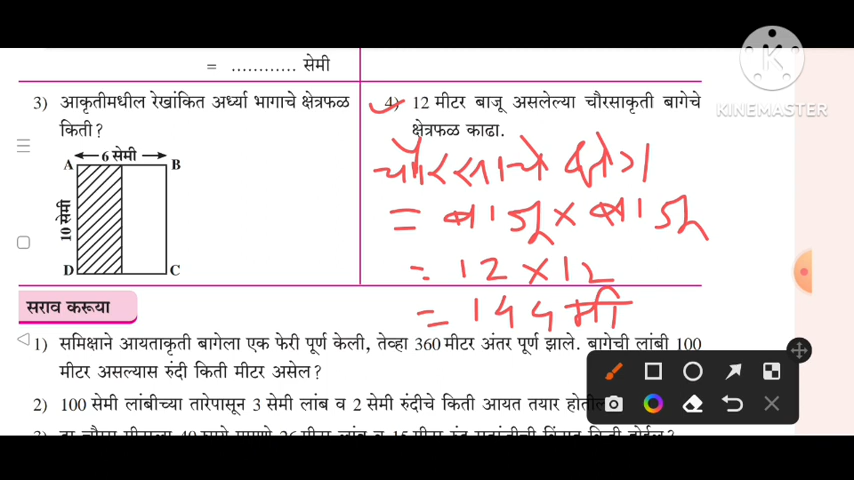 = ............ सेमी
3) आकृतीमधील रेखांकित अर्ध्या भागाचे क्षेत्रफळ
किती?
6 सेमी
A B
10 सेमी
D C
4) 12 मीटर बाजू असलेल्या चौरसाकृती बागेचे
क्षेत्रफळ काढा.
चौरसाचे
= बाजू × बाजू
= 12 × 12
= 144 मी
KINEMASTER
सराव करूया
1) समिक्षाने आयताकृती बागेला एक फेरी पूर्ण केली, तेव्हा 360 मीटर अंतर पूर्ण झाले. बागेची लांबी 100
मीटर असल्यास रुंदी किती मीटर असेल?
2) 100 सेमी लांबीच्या तारेपासून 3 सेमी लांब व 2 सेमी रुंदीचे किती आयत तयार होतील